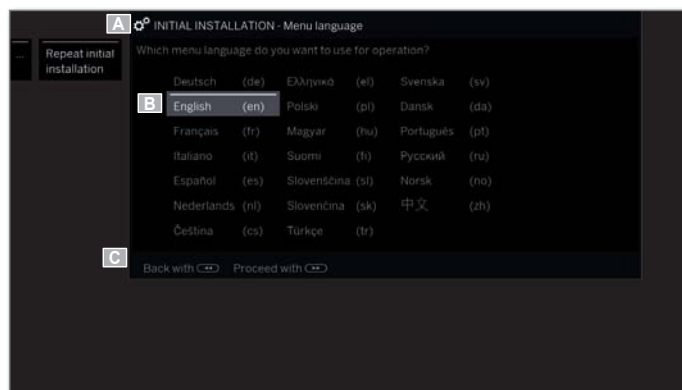 A INITIAL INSTALLATION - Menu language
... Repeat initial installation
Which menu language do you want to use for operation?
Deutsch (de) Ελληνικά (el) Svenska (sv)
B English (en) Polski (pl) Dansk (da)
Français (fr) Magyar (hu) Português (pt)
Italiano (it) Suomi (fi) Русский (ru)
Español (es) Slovenščina (sl) Norsk (no)
Nederlands (nl) Slovenčina (sk) 中文 (zh)
Čeština (cs) Türkçe (tr)
C
Back with Proceed with